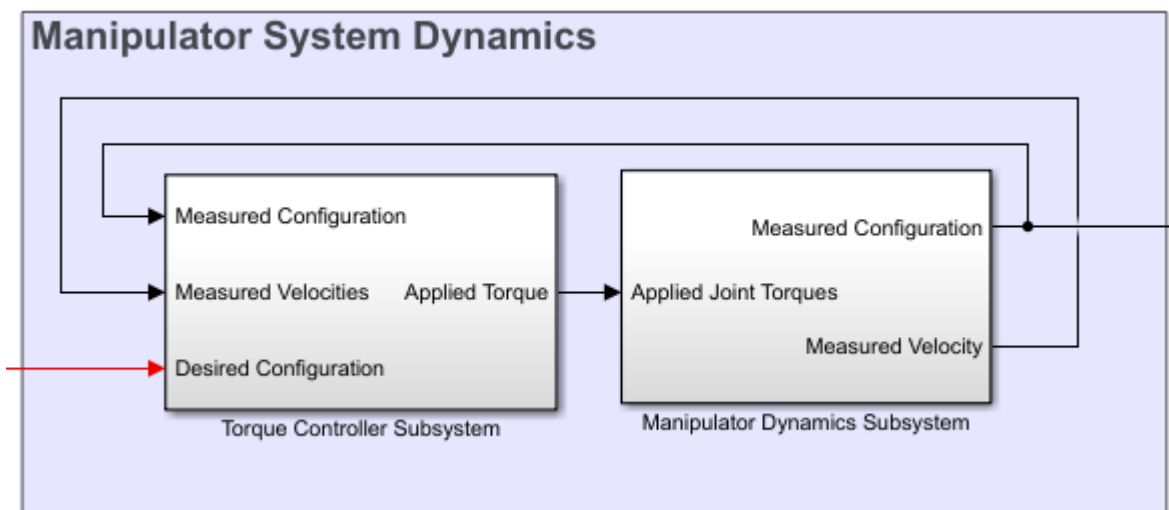 Manipulator System Dynamics
Measured Configuration
Measured Velocities
Applied Torque
Desired Configuration
Torque Controller Subsystem
Measured Configuration
Applied Joint Torques
Measured Velocity
Manipulator Dynamics Subsystem